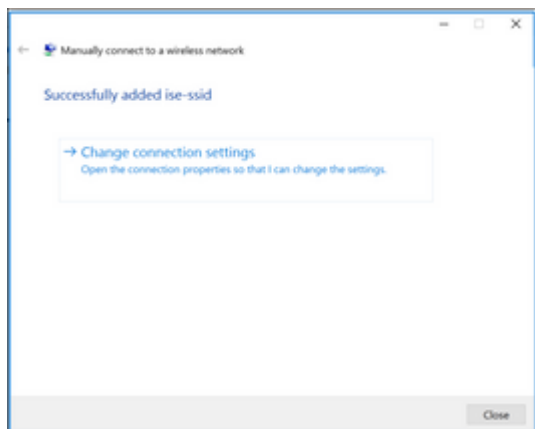 Manually connect to a wireless network
Successfully added ise-ssid
→ Change connection settings
Open the connection properties so that I can change the settings.
Close